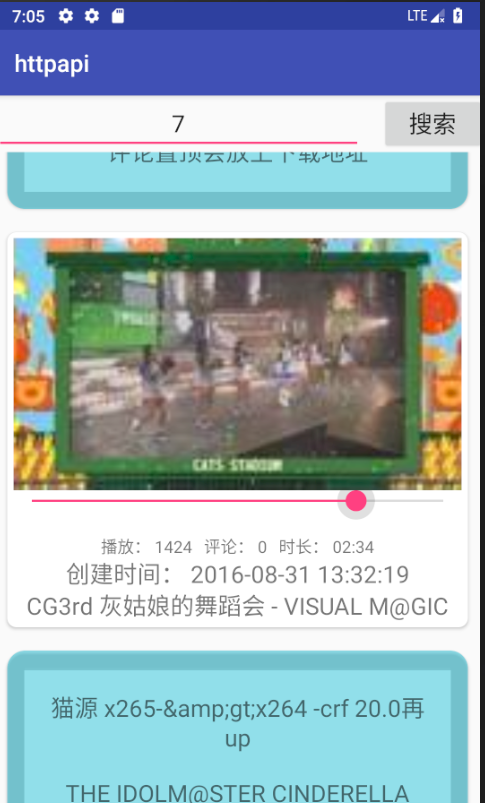 7:05 LTE
httpapi
7 搜索
评论置顶会放上下载地址
CATS STADIUM
播放： 1424 评论： 0 时长： 02:34
创建时间： 2016-08-31 13:32:19
CG3rd 灰姑娘的舞蹈会 - VISUAL M@GIC
猫源 x265-&amp;gt;x264 -crf 20.0再
up
THE IDOLM@STER CINDERELLA